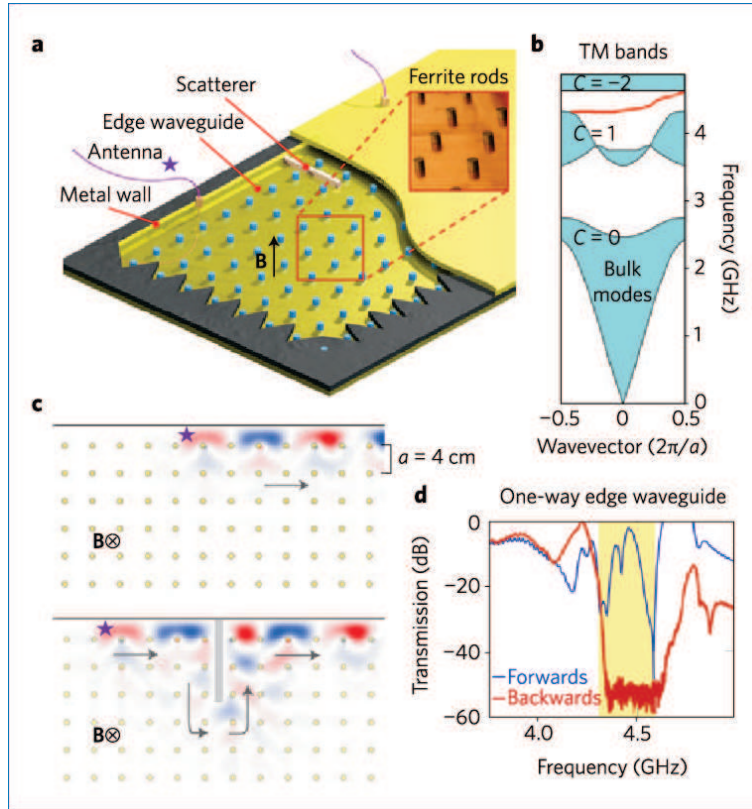 a
Scatterer
Edge waveguide
Antenna
Metal wall
Ferrite rods
B
b
TM bands
C = −2
C = 1
C = 0
Bulk
modes
4
3
2
1
0
Frequency (GHz)
−0.5
0
0.5
Wavevector (2π/a)
c
a = 4 cm
B⊗
B⊗
d
One-way edge waveguide
0
−20
−40
−60
Transmission (dB)
Forwards
Backwards
4.0
4.5
Frequency (GHz)